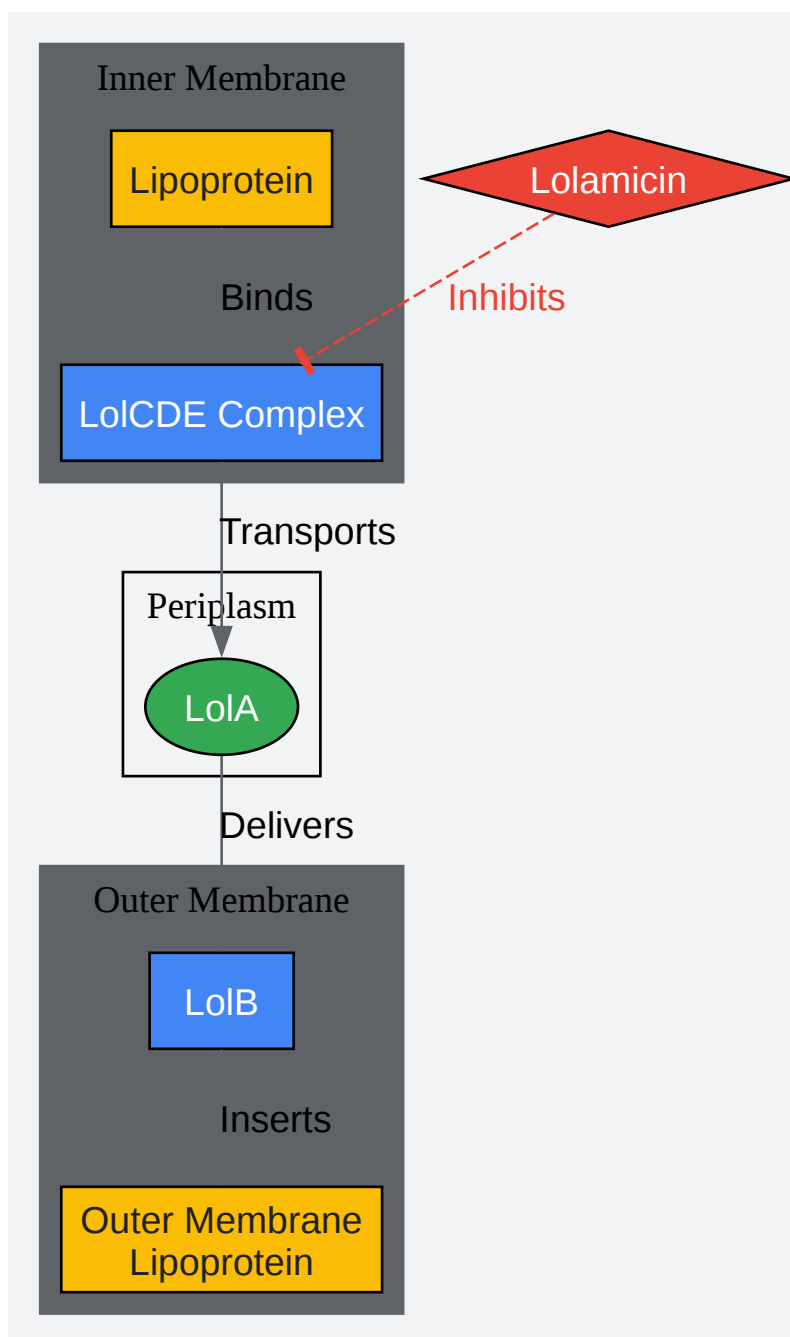 Inner Membrane
Lipoprotein
Lolamicin
Binds
Inhibits
LolCDE Complex
Transports
Periplasm
LolA
Delivers
Outer Membrane
LolB
Inserts
Outer Membrane
Lipoprotein